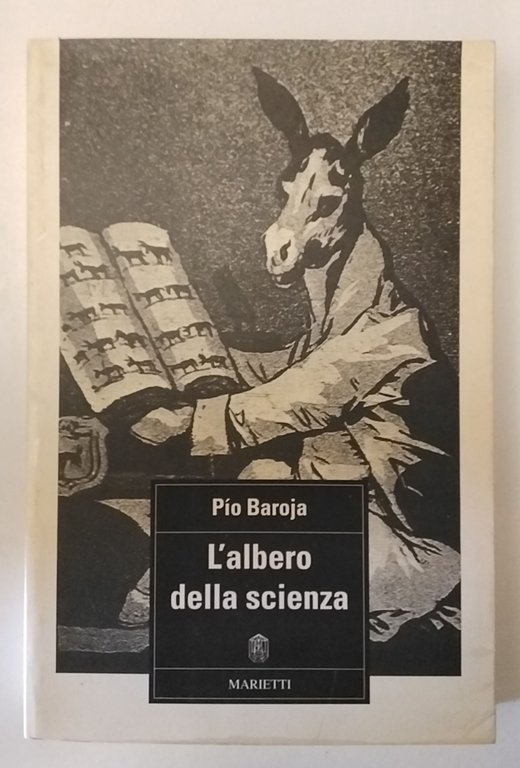 Pío Baroja
L'albero
della scienza
MARIETTI